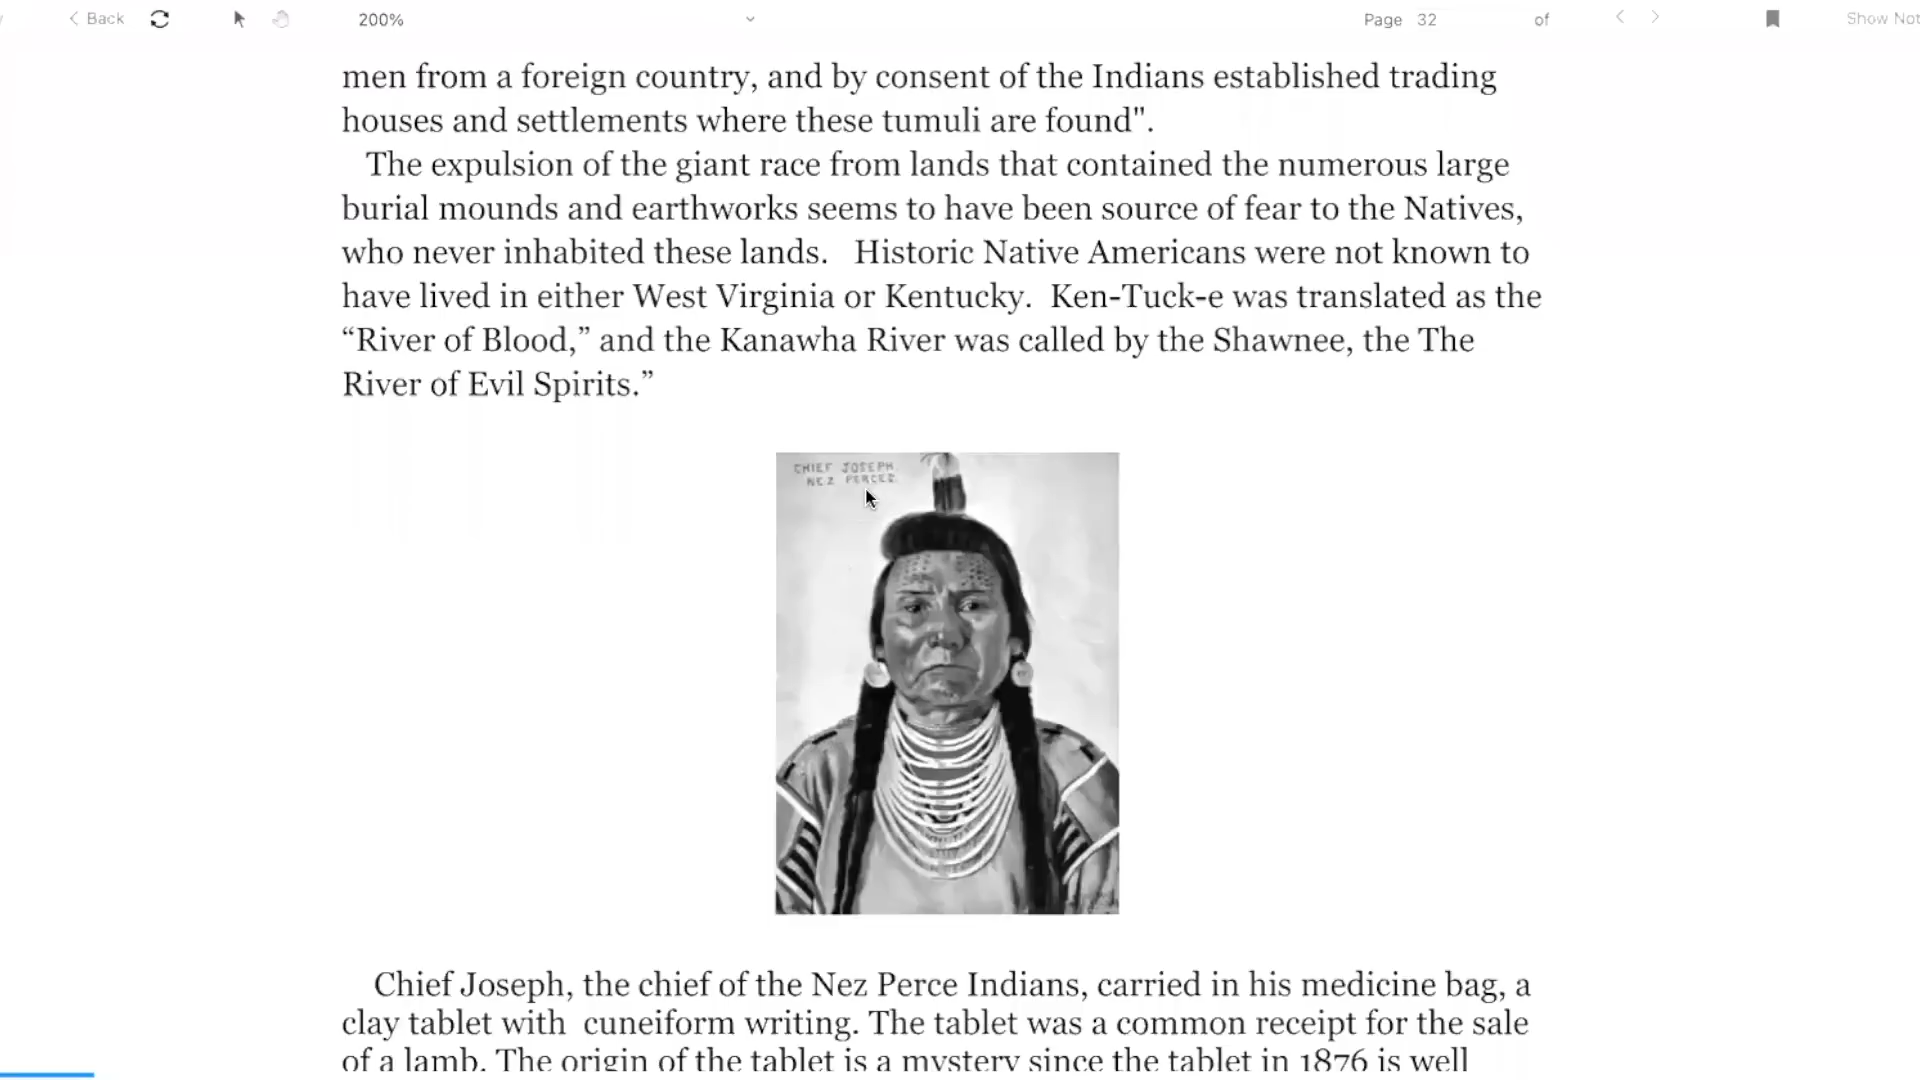 Back
200%
Page 32 of
Show Not
men from a foreign country, and by consent of the Indians established trading
houses and settlements where these tumuli are found".
The expulsion of the giant race from lands that contained the numerous large
burial mounds and earthworks seems to have been source of fear to the Natives,
who never inhabited these lands. Historic Native Americans were not known to
have lived in either West Virginia or Kentucky. Ken-Tuck-e was translated as the
“River of Blood,” and the Kanawha River was called by the Shawnee, the The
River of Evil Spirits.”
CHIEF JOSEPH.
NEZ PERCES.
Chief Joseph, the chief of the Nez Perce Indians, carried in his medicine bag, a
clay tablet with cuneiform writing. The tablet was a common receipt for the sale
of a lamb. The origin of the tablet is a mystery since the tablet in 1876 is well